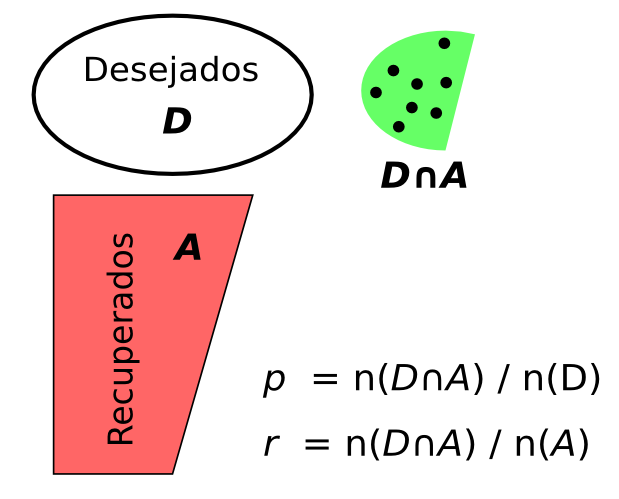 Desejados
D
D∩A
A
Recuperados
p = n(D∩A) / n(D)
r = n(D∩A) / n(A)